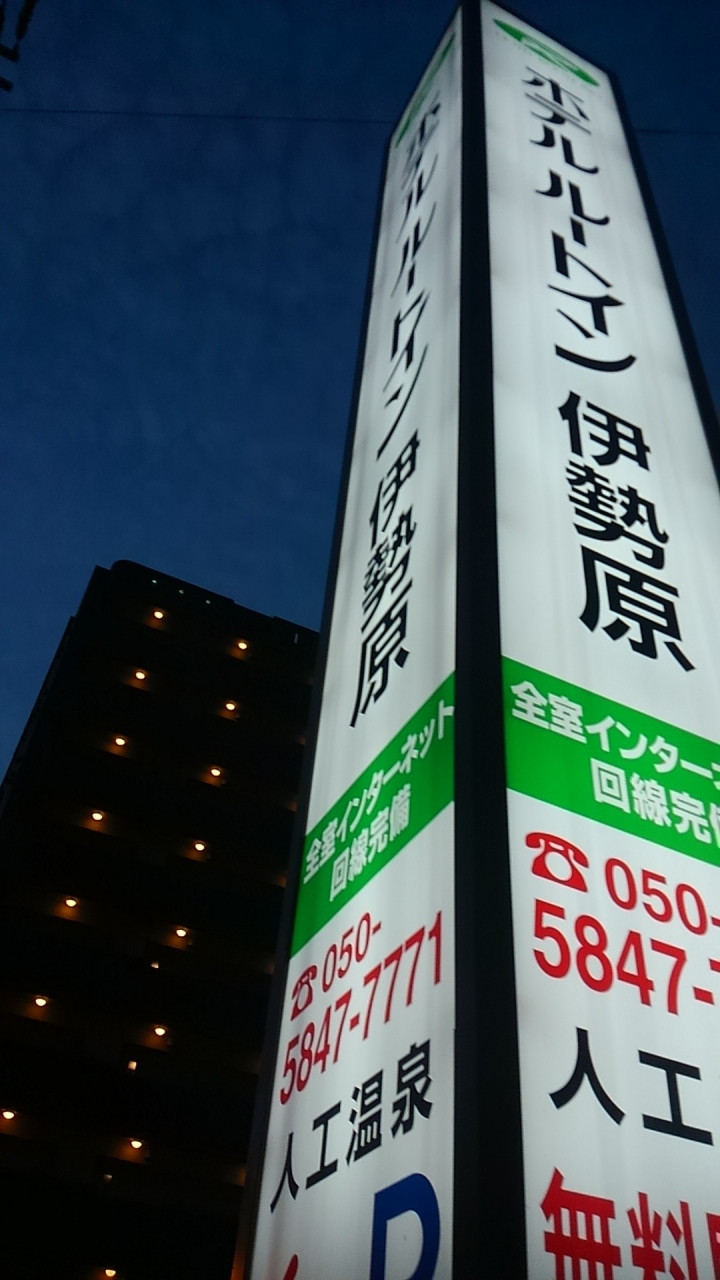 ホテルルートイン伊勢原
全室インターネット
回線完備
050-
5847-7771
人工温泉
P
ホテルルートイン伊勢原
全室インター
回線完備
050-
5847-
人工
無料